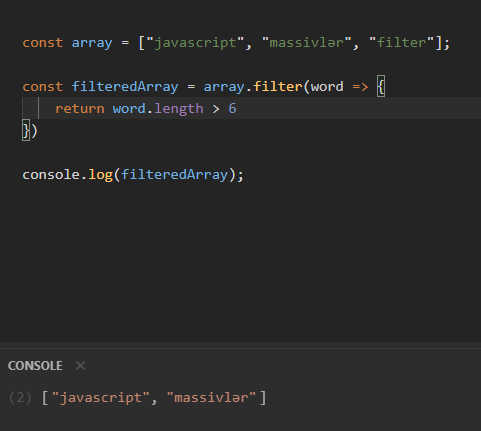 const array = ["javascript", "massivlər", "filter"];
const filteredArray = array.filter(word => {
return word.length > 6
})
console.log(filteredArray);
CONSOLE ×
(2) ["javascript", "massivlər"]